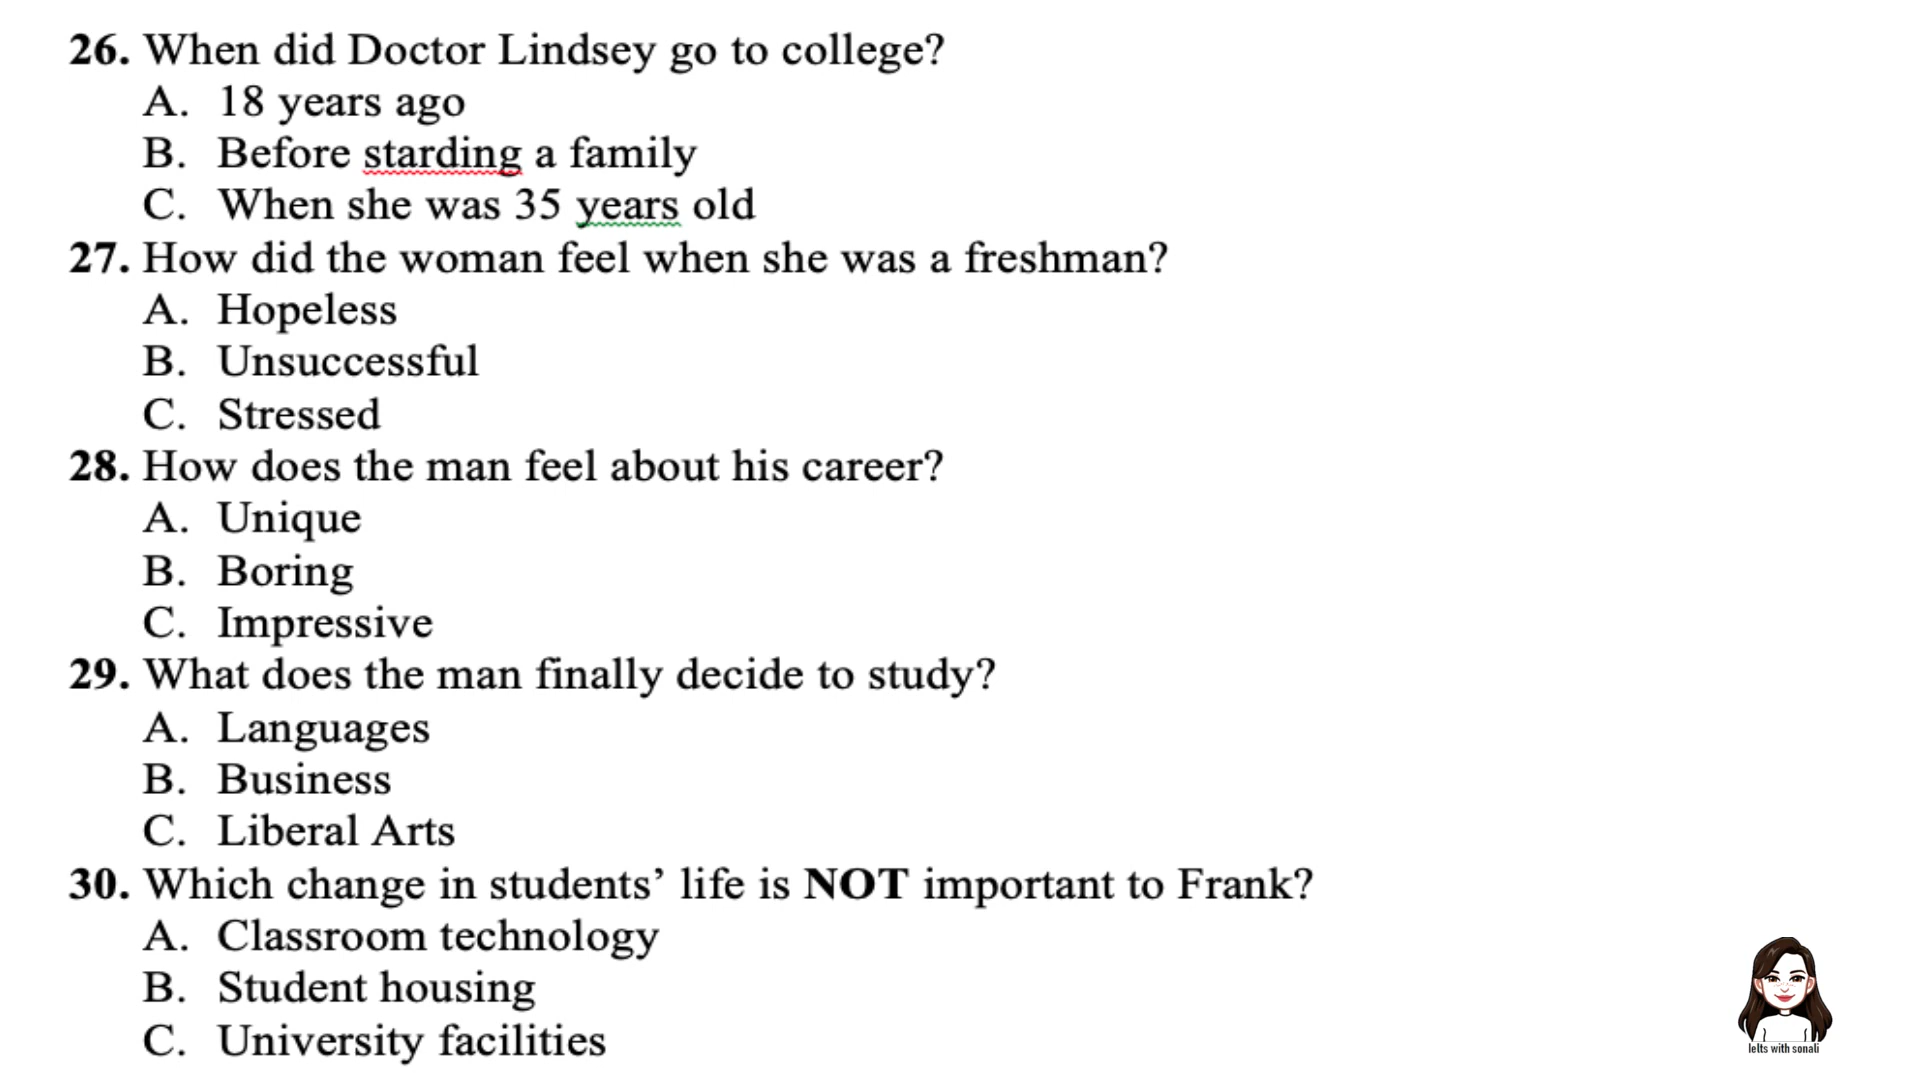 26. When did Doctor Lindsey go to college?
A. 18 years ago
B. Before starding a family
C. When she was 35 years old
27. How did the woman feel when she was a freshman?
A. Hopeless
B. Unsuccessful
C. Stressed
28. How does the man feel about his career?
A. Unique
B. Boring
C. Impressive
29. What does the man finally decide to study?
A. Languages
B. Business
C. Liberal Arts
30. Which change in students’ life is NOT important to Frank?
A. Classroom technology
B. Student housing
C. University facilities
Ielts with sonali